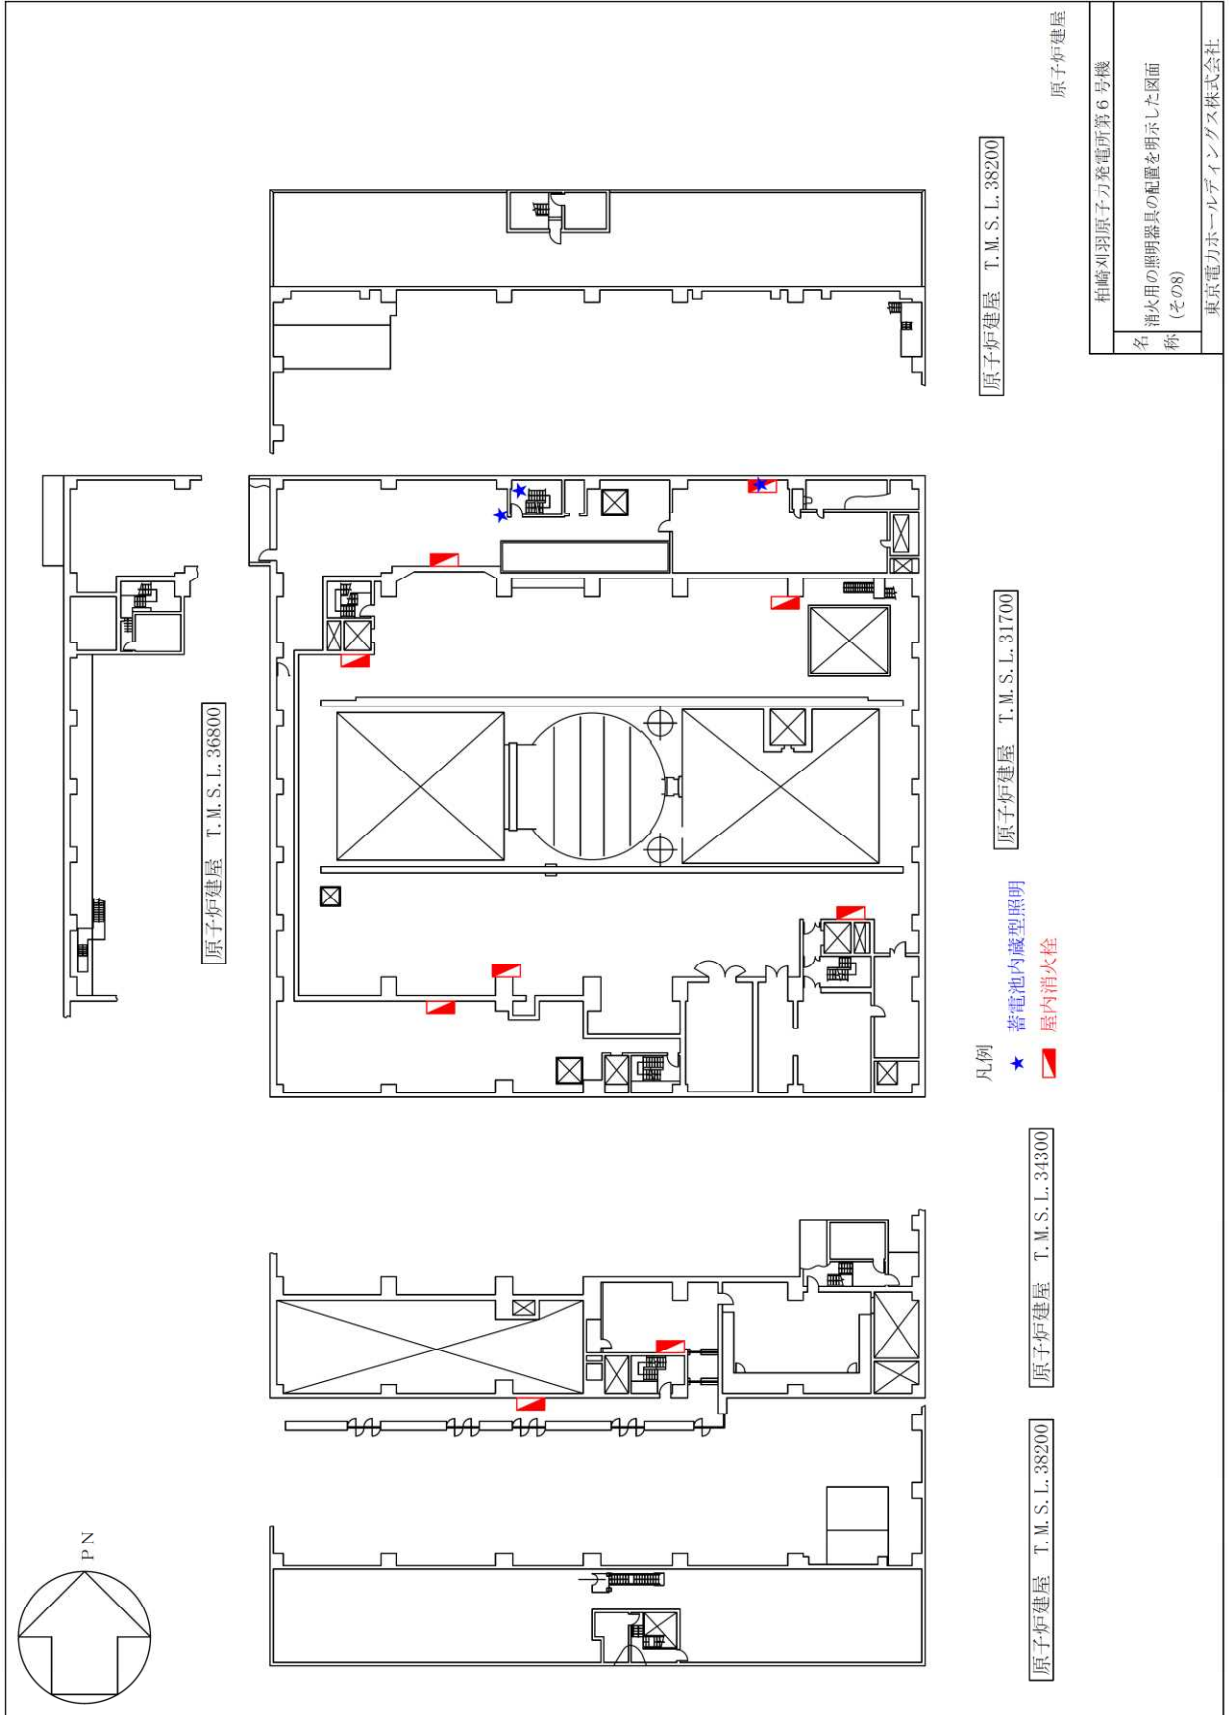 PN
原子炉建屋 T.M.S.L.36800
原子炉建屋 T.M.S.L.38200
原子炉建屋 T.M.S.L.34300
原子炉建屋 T.M.S.L.31700
原子炉建屋 T.M.S.L.38200
凡例
★ 蓄電池内蔵型照明
屋内消火栓
原子炉建屋
柏崎刈羽原子力発電所第6号機
名称
消火用の照明器具の配置を明示した図面
(その8)
東京電力ホールディングス株式会社